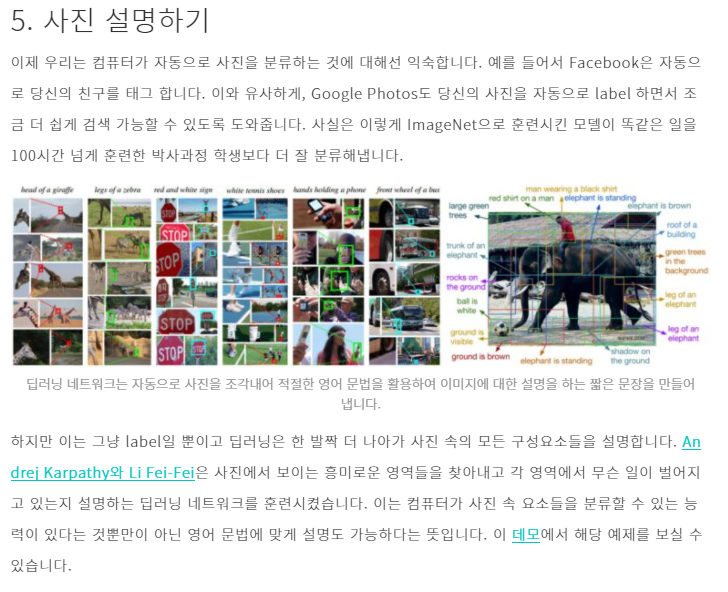 5. 사진 설명하기
이제 우리는 컴퓨터가 자동으로 사진을 분류하는 것에 대해선 익숙합니다. 예를 들어서 Facebook은 자동으
로 당신의 친구를 태그 합니다. 이와 유사하게, Google Photos도 당신의 사진을 자동으로 label 하면서 조
금 더 쉽게 검색 가능할 수 있도록 도와줍니다. 사실은 이렇게 ImageNet으로 훈련시킨 모델이 똑같은 일을
100시간 넘게 훈련한 박사과정 학생보다 더 잘 분류해냅니다.
head of a giraffe
legs of a zebra
red and white sign
white tennis shoes
hands holding a phone
front wheel of a bus
STOP
STOP
STOP
STOP
STOP
man wearing a black shirt
red shirt on a man
elephant is standing
large green
trees
elephant is brown
roof of a
building
trunk of an
elephant
green trees
in the
background
rocks on
the ground
leg of an
elephant
ball is
white
ground is
visible
leg of an
elephant
ground is brown
elephant is standing
shadow on
the ground
딥러닝 네트워크는 자동으로 사진을 조각내어 적절한 영어 문법을 활용하여 이미지에 대한 설명을 하는 짧은 문장을 만들어
냅니다.
하지만 이는 그냥 label일 뿐이고 딥러닝은 한 발짝 더 나아가 사진 속의 모든 구성요소들을 설명합니다. An
drej Karpathy와 Li Fei-Fei은 사진에서 보이는 흥미로운 영역들을 찾아내고 각 영역에서 무슨 일이 벌어지
고 있는지 설명하는 딥러닝 네트워크를 훈련시켰습니다. 이는 컴퓨터가 사진 속 요소들을 분류할 수 있는 능
력이 있다는 것뿐만이 아닌 영어 문법에 맞게 설명도 가능하다는 뜻입니다. 이 데모에서 해당 예제를 보실 수
있습니다.